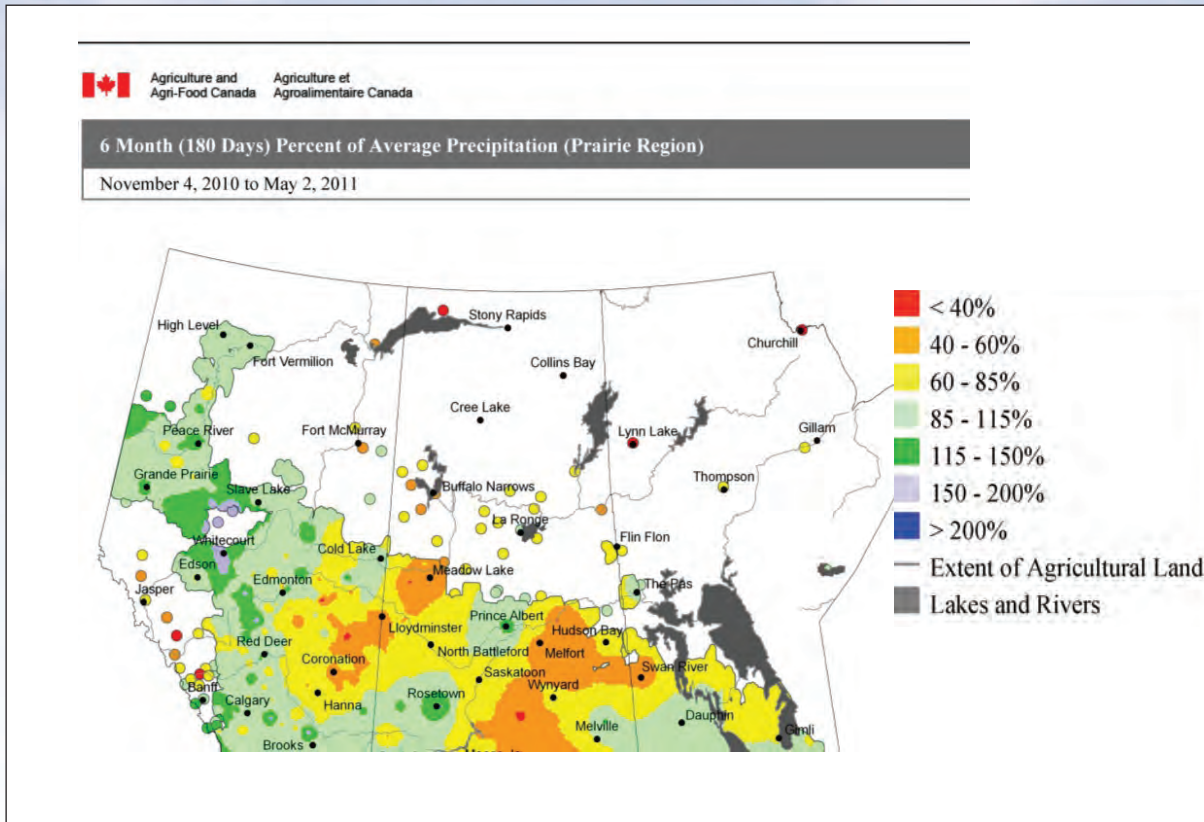 Agriculture and Agriculture et
Agri-Food Canada Agroalimentaire Canada
6 Month (180 Days) Percent of Average Precipitation (Prairie Region)
November 4, 2010 to May 2, 2011
Stony Rapids
High Level
Churchill
Fort Vermilion
Collins Bay
Cree Lake
Peace River
Fort McMurray
Lynn Lake
Gillam
Grande Prairie
Thompson
Slave Lake
Buffalo Narrows
La Ronge
Whitecourt
Flin Flon
Cold Lake
Edson
Meadow Lake
Edmonton
The Pas
Jasper
Prince Albert
Lloydminster
Hudson Bay
Red Deer
North Battleford
Melfort
Coronation
Swan River
Saskatoon
Banff
Rosetown
Wynyard
Calgary
Hanna
Dauphin
Melville
Gimli
Brooks
< 40%
40 - 60%
60 - 85%
85 - 115%
115 - 150%
150 - 200%
> 200%
Extent of Agricultural Land
Lakes and Rivers